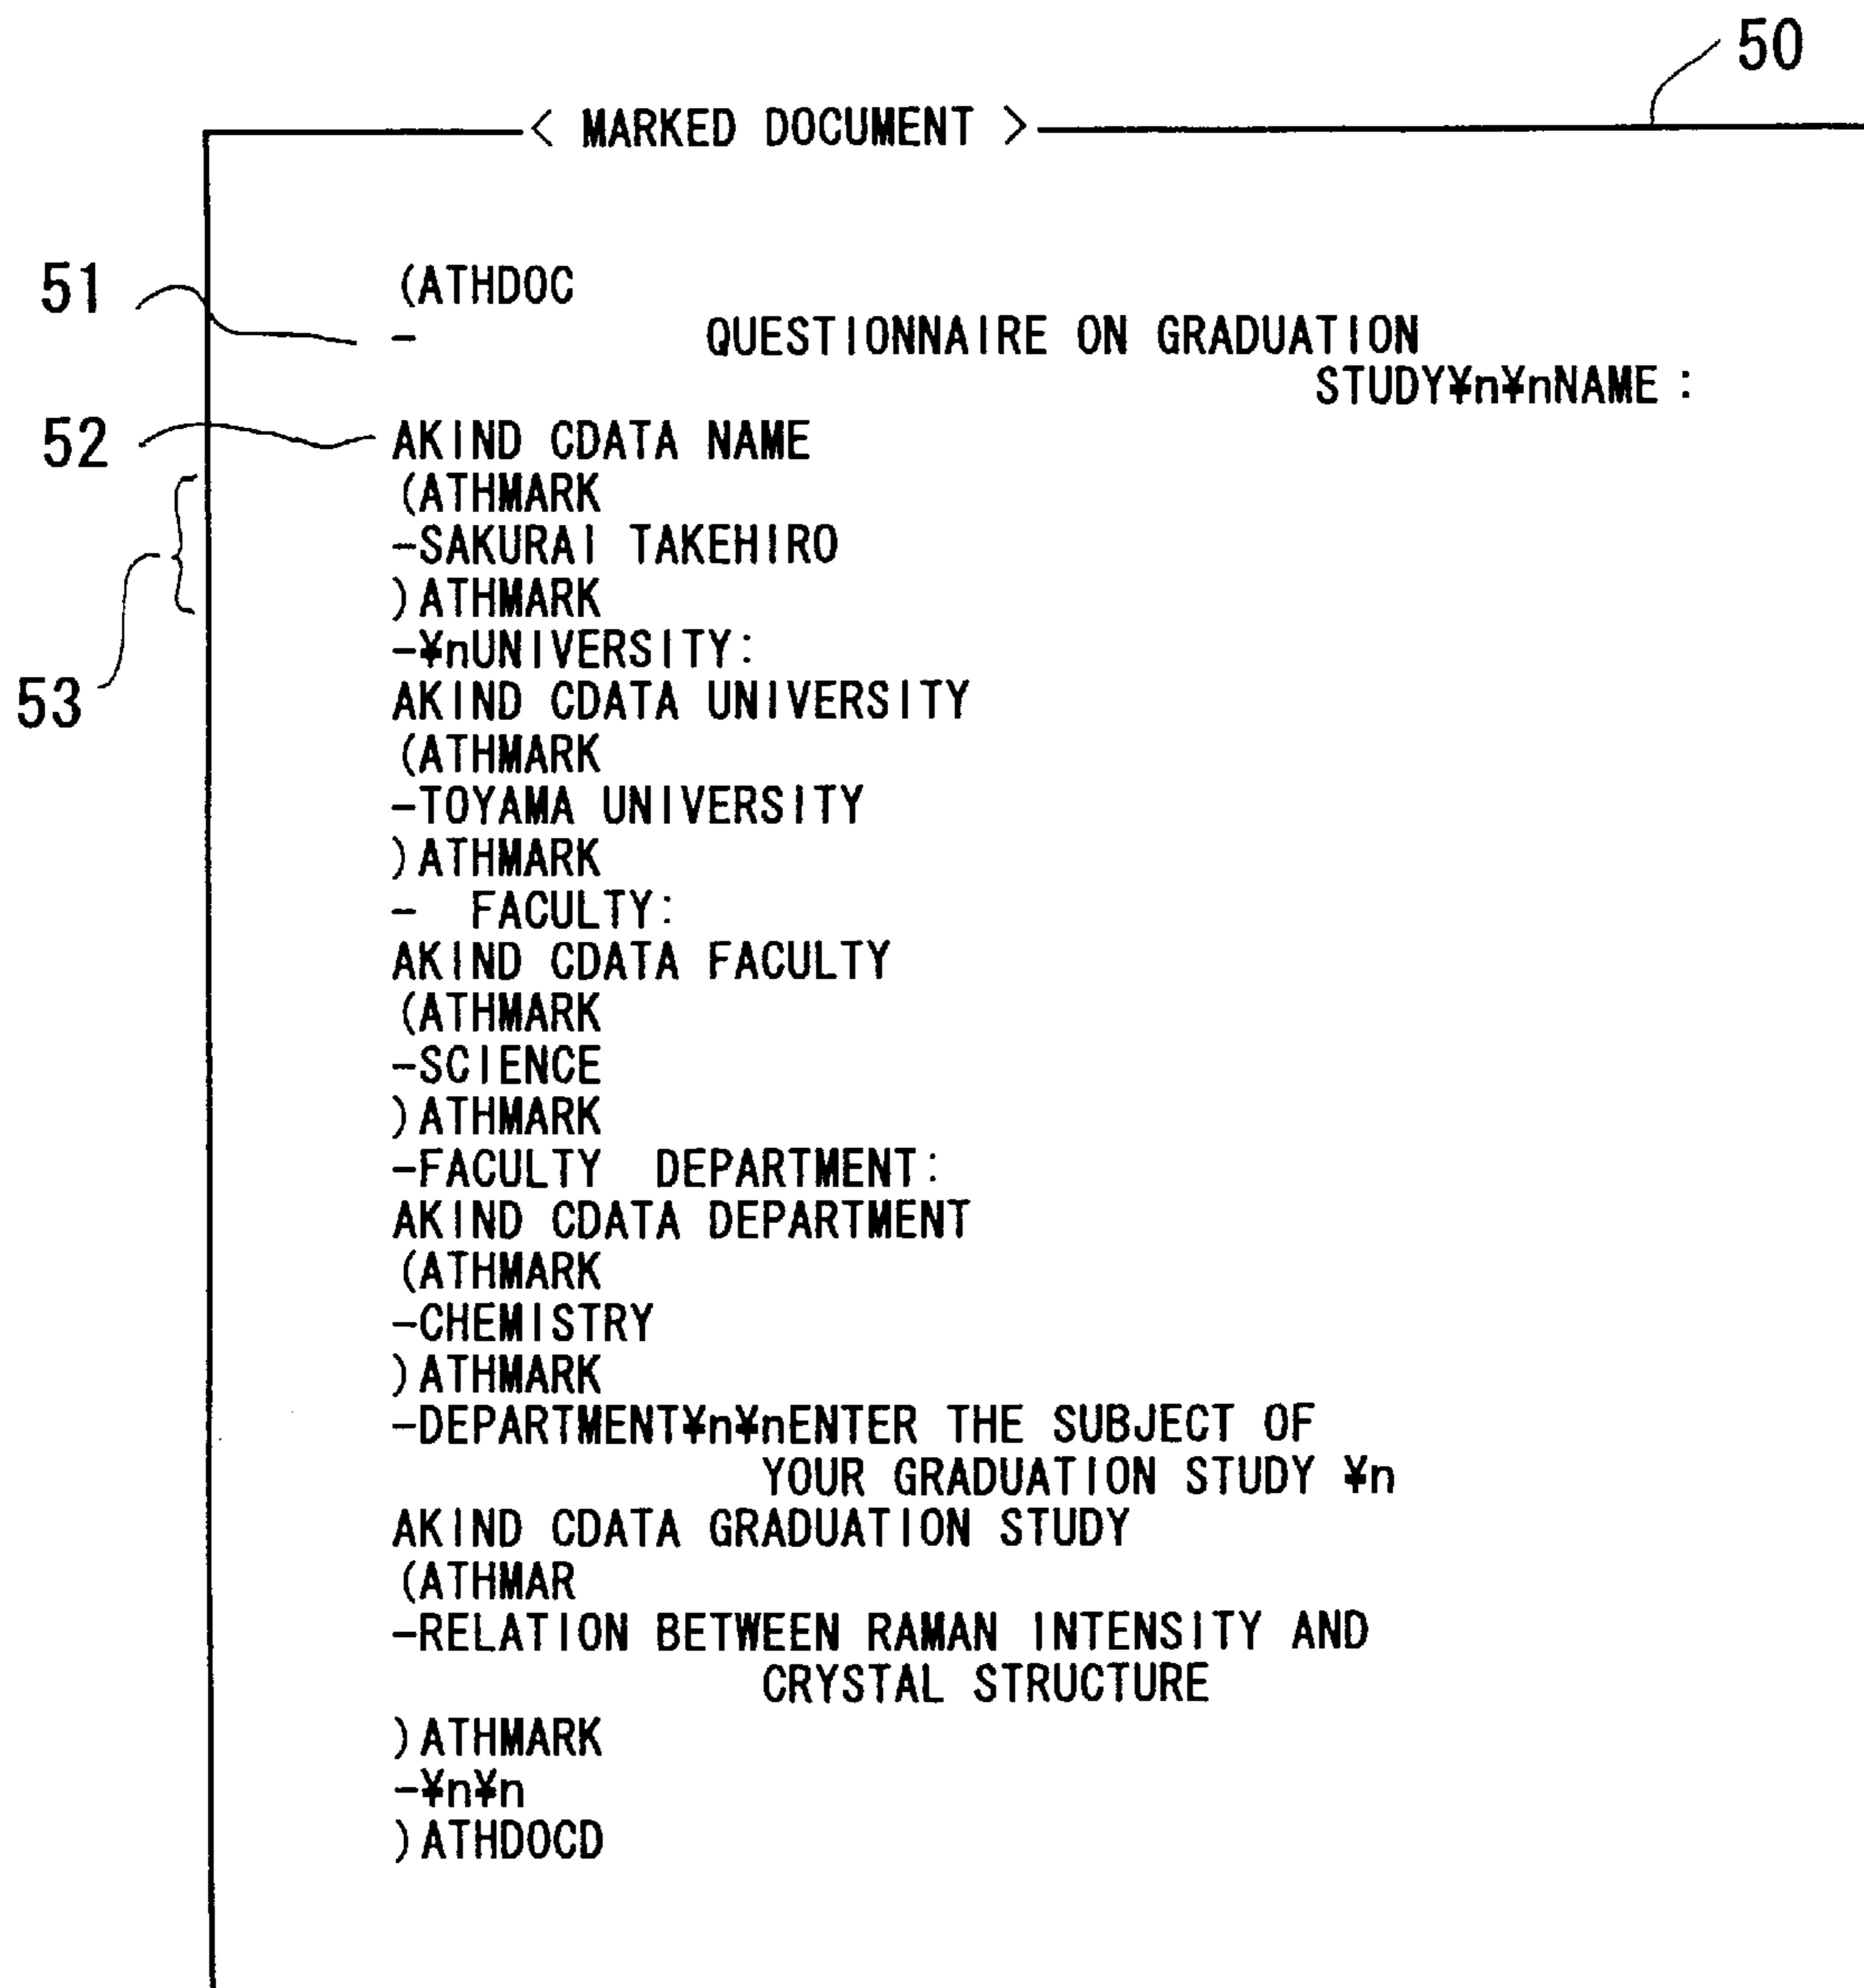 50
< MARKED DOCUMENT >
51
(ATHDOC
- QUESTIONNAIRE ON GRADUATION
STUDY¥n¥nNAME:
52
AKIND CDATA NAME
(ATHMARK
-SAKURAI TAKEHIRO
)ATHMARK
53
-¥nUNIVERSITY:
AKIND CDATA UNIVERSITY
(ATHMARK
-TOYAMA UNIVERSITY
)ATHMARK
- FACULTY:
AKIND CDATA FACULTY
(ATHMARK
-SCIENCE
)ATHMARK
-FACULTY DEPARTMENT:
AKIND CDATA DEPARTMENT
(ATHMARK
-CHEMISTRY
)ATHMARK
-DEPARTMENT¥n¥nENTER THE SUBJECT OF
YOUR GRADUATION STUDY ¥n
AKIND CDATA GRADUATION STUDY
(ATHMAR
-RELATION BETWEEN RAMAN INTENSITY AND
CRYSTAL STRUCTURE
)ATHMARK
-¥n¥n
)ATHDOCD